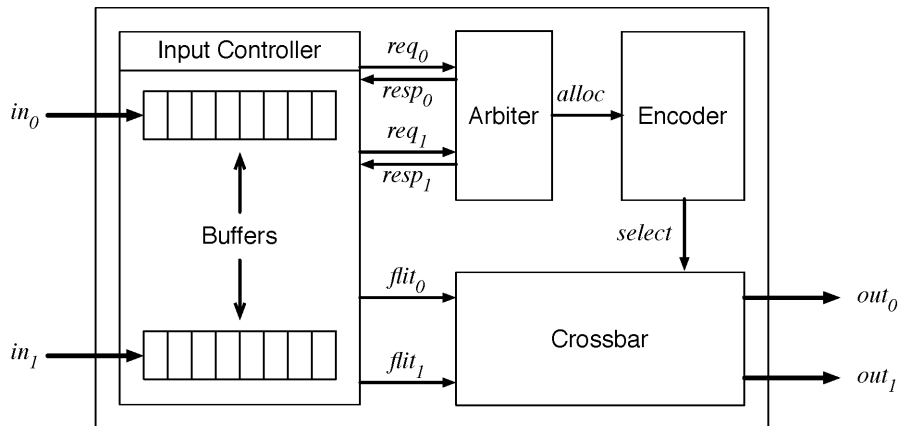 Input Controller
req0
resp0
req1
resp1
Arbiter
alloc
Encoder
in0
Buffers
select
flit0
flit1
Crossbar
in1
out0
out1